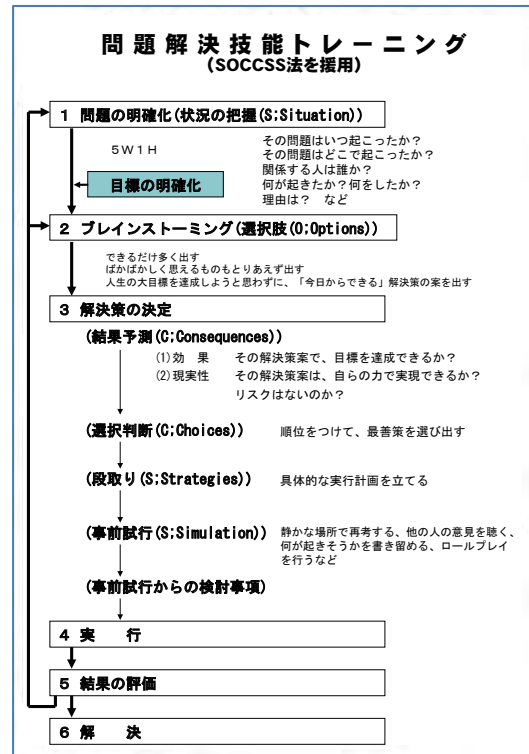 問題解決技能トレーニング
(SOCCSS法を援用)
1 問題の明確化(状況の把握(S;Situation))
5W1H
その問題はいつ起こったか?
その問題はどこで起こったか?
関係する人は誰か?
何が起きたか?何をしたか?
理由は? など
目標の明確化
2 ブレインストーミング(選択肢(O;Options))
できるだけ多く出す
ばかばかしく思えるものもとりあえず出す
人生の大目標を達成しようと思わずに、「今日からできる」解決策の案を出す
3 解決策の決定
(結果予測(C;Consequences))
(1) 効 果 その解決策案で、目標を達成できるか?
(2) 現実性 その解決策案は、自らの力で実現できるか?
リスクはないのか?
(選択判断(C;Choices)) 順位をつけて、最善策を選び出す
(段取り(S;Strategies)) 具体的な実行計画を立てる
(事前試行(S;Simulation)) 静かな場所で再考する、他の人の意見を聴く、
何が起きそうかを書き留める、ロールプレイ
を行うなど
(事前試行からの検討事項)
4 実 行
5 結果の評価
6 解 決